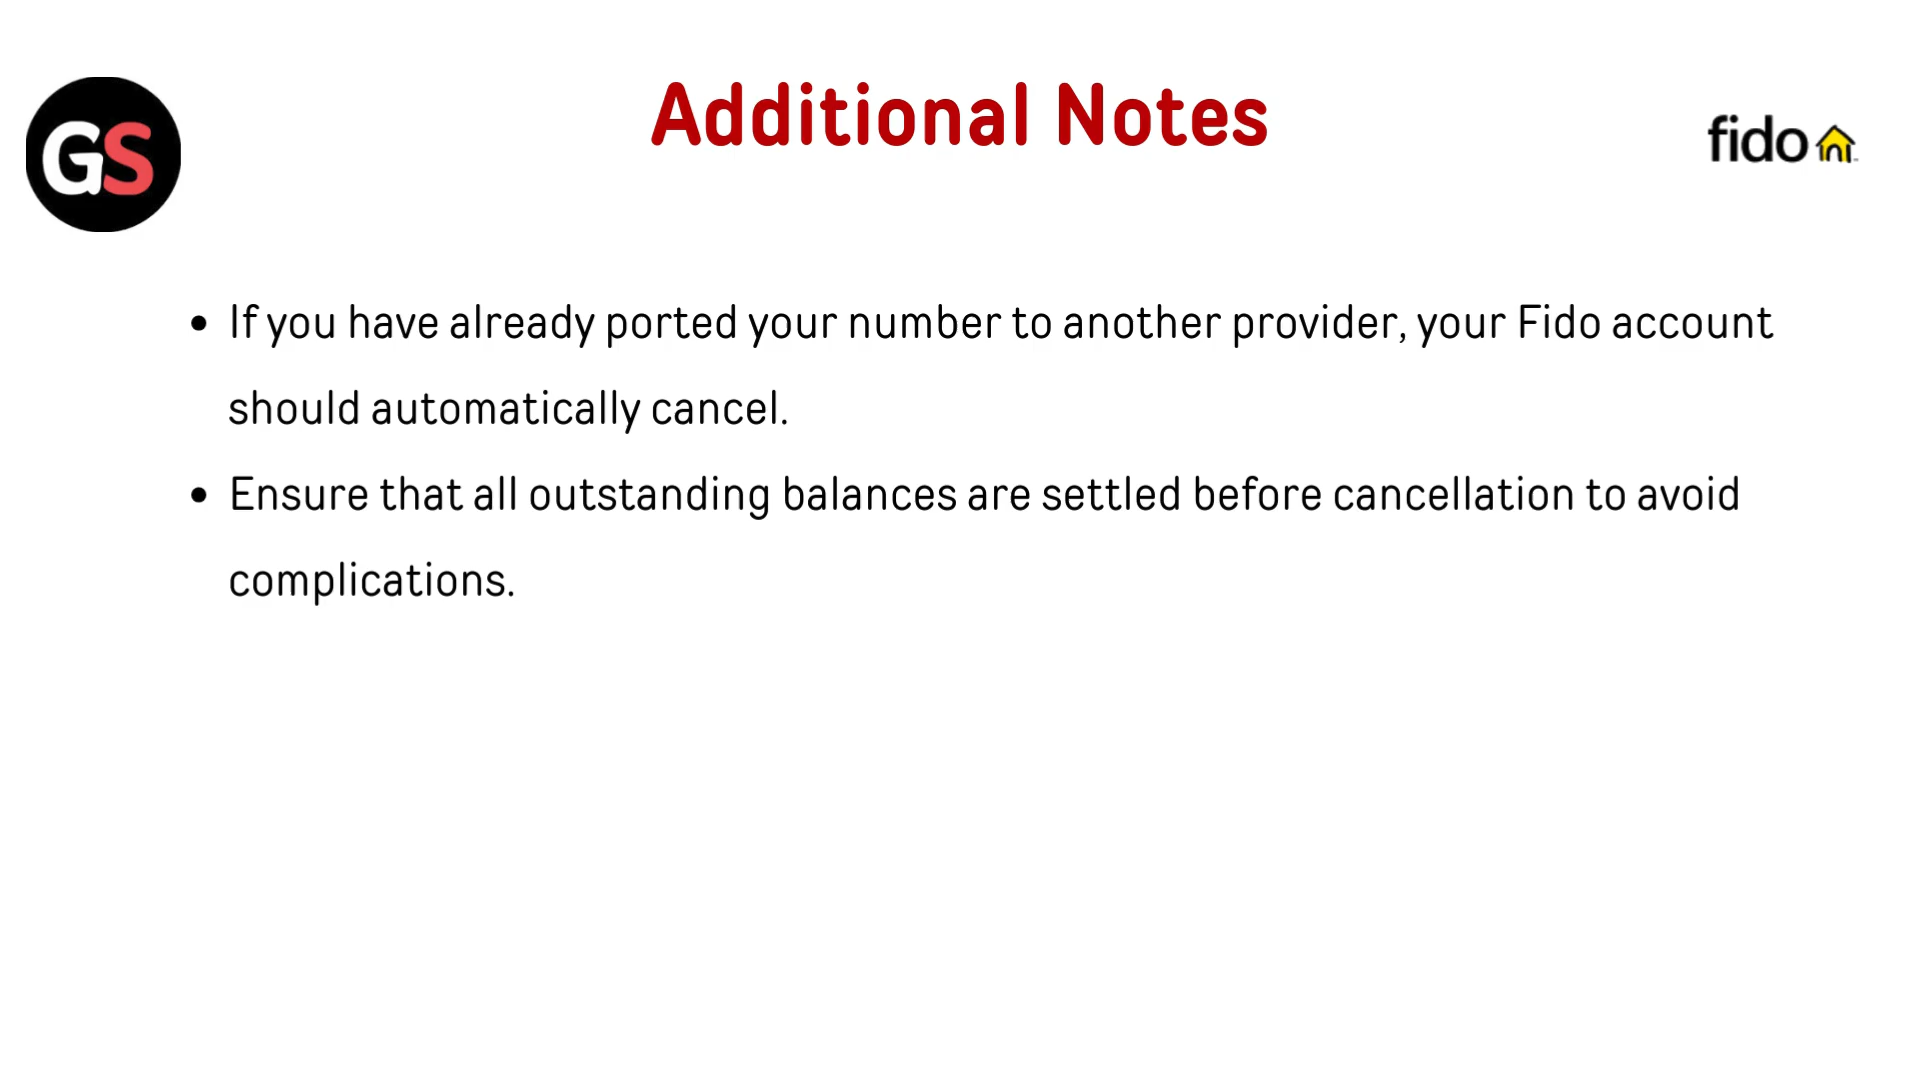 GS
Additional Notes
fido
• If you have already ported your number to another provider, your Fido account
should automatically cancel.
• Ensure that all outstanding balances are settled before cancellation to avoid
complications.